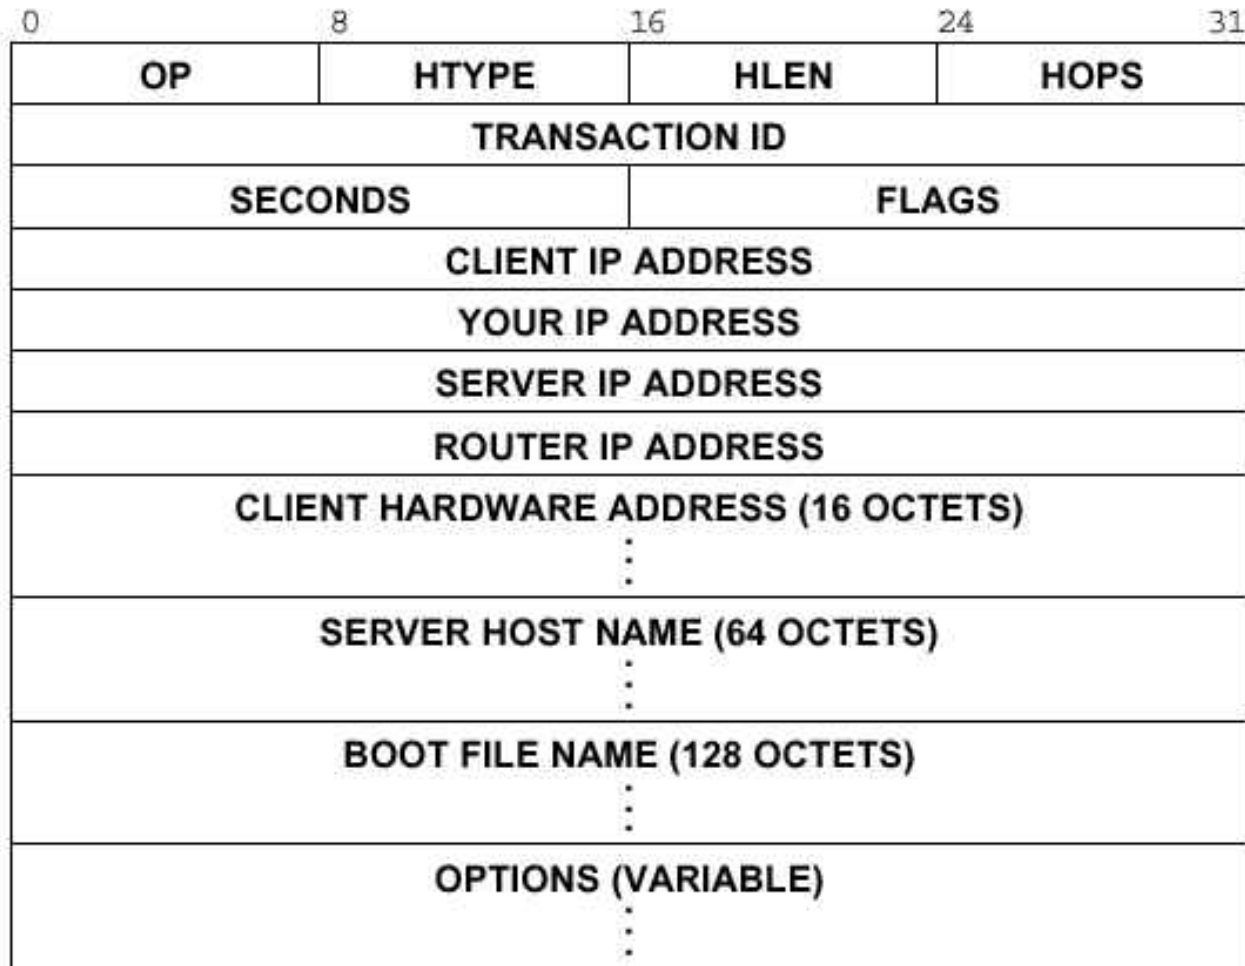 0 8 16 24 31
OP HTYPE HLEN HOPS
TRANSACTION ID
SECONDS FLAGS
CLIENT IP ADDRESS
YOUR IP ADDRESS
SERVER IP ADDRESS
ROUTER IP ADDRESS
CLIENT HARDWARE ADDRESS (16 OCTETS)
SERVER HOST NAME (64 OCTETS)
BOOT FILE NAME (128 OCTETS)
OPTIONS (VARIABLE)